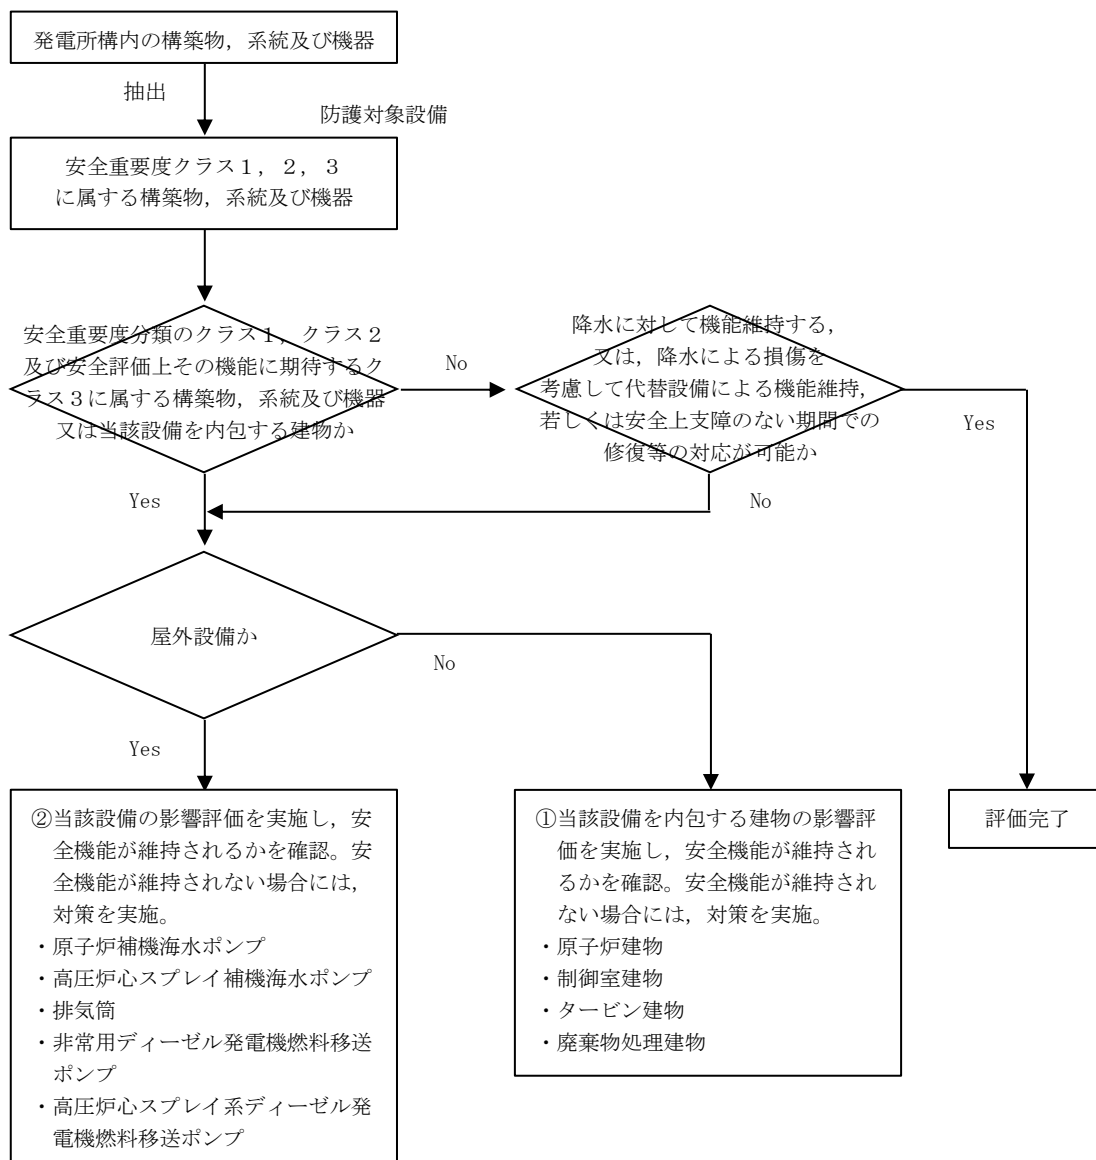 発電所構内の構築物，系統及び機器
抽出
防護対象設備
安全重要度クラス１，２，３
に属する構築物，系統及び機器
安全重要度分類のクラス１，クラス２
及び安全評価上その機能に期待するク
ラス３に属する構築物，系統及び機器
又は当該設備を内包する建物か
No
降水に対して機能維持する，
又は，降水による損傷を
考慮して代替設備による機能維持，
若しくは安全上支障のない期間での
修復等の対応が可能か
Yes
Yes
No
屋外設備か
No
Yes
②当該設備の影響評価を実施し，安
全機能が維持されるかを確認。安
全機能が維持されない場合には，
対策を実施。
・原子炉補機海水ポンプ
・高圧炉心スプレイ補機海水ポンプ
・排気筒
・非常用ディーゼル発電機燃料移送
ポンプ
・高圧炉心スプレイ系ディーゼル発
電機燃料移送ポンプ
①当該設備を内包する建物の影響評
価を実施し，安全機能が維持され
るかを確認。安全機能が維持され
ない場合には，対策を実施。
・原子炉建物
・制御室建物
・タービン建物
・廃棄物処理建物
評価完了